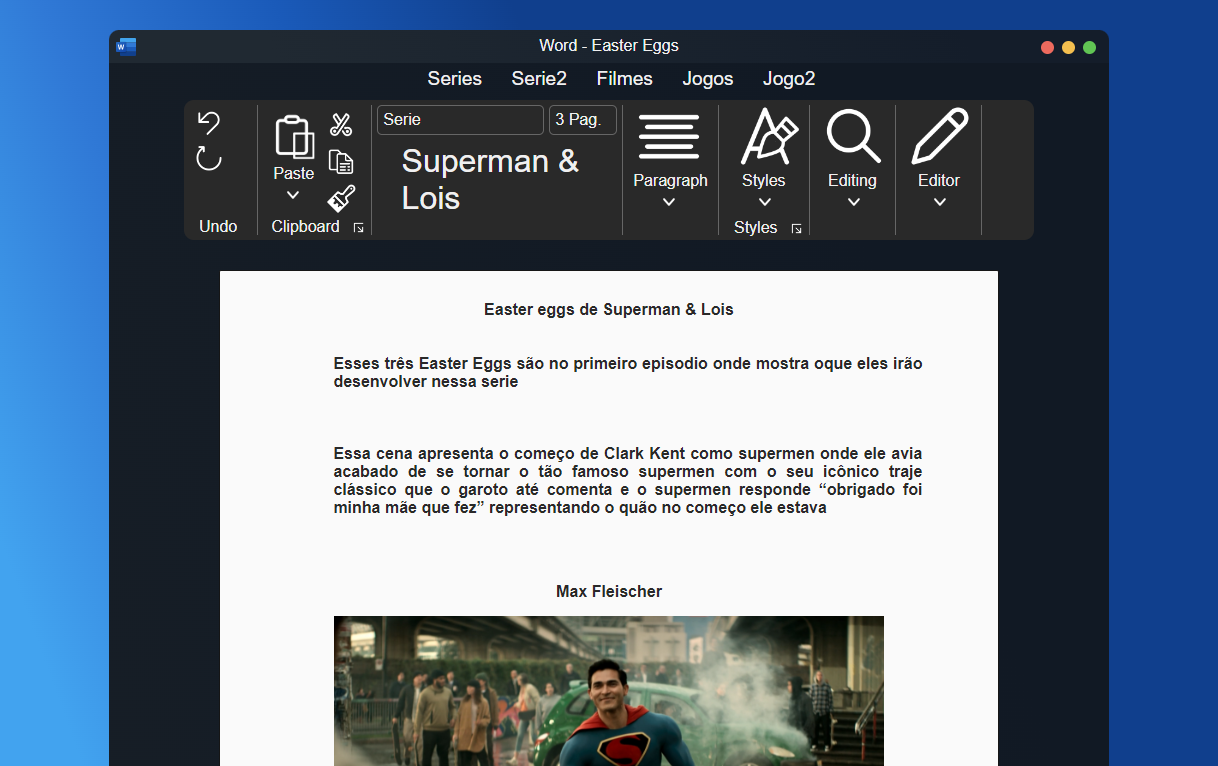 W
Word - Easter Eggs
Series Serie2 Filmes Jogos Jogo2
Serie
3 Pag.
Superman &
Lois
Paste
Undo
Clipboard
Paragraph
Styles
Styles
Editing
Editor
Easter eggs de Superman & Lois
Esses três Easter Eggs são no primeiro episodio onde mostra oque eles irão
desenvolver nessa serie
Essa cena apresenta o começo de Clark Kent como supermen onde ele avia
acabado de se tornar o tão famoso supermen com o seu icônico traje
clássico que o garoto até comenta e o supermen responde “obrigado foi
minha mãe que fez” representando o quão no começo ele estava
Max Fleischer